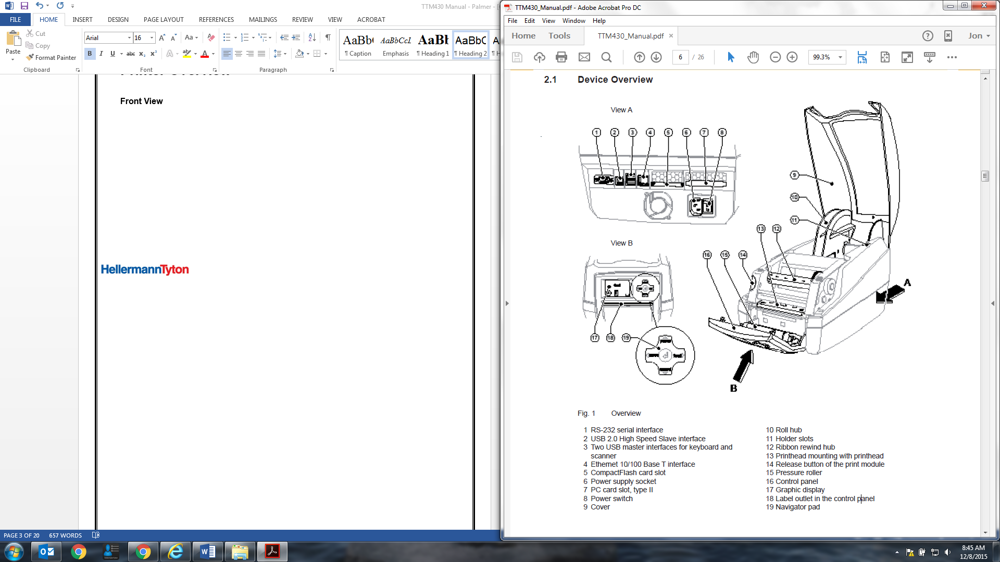 TTM430 Manual - Palmer - [
FILE
HOME
INSERT
DESIGN
PAGE LAYOUT
REFERENCES
MAILINGS
REVIEW
VIEW
ACROBAT
Paste
Cut
Copy
Format Painter
Clipboard
Arial
16
Font
Paragraph
¶ Caption
Emphasis
¶ Heading 1
¶ Heading 2
Printer Overview
Front View
HellermannTyton
PAGE 3 OF 20
657 WORDS
TTM430_Manual.pdf - Adobe Acrobat Pro DC
File Edit View Window Help
Home
Tools
TTM430_Manual.pdf
Jon
6 / 26
99.3%
2.1 Device Overview
View A
1 2 3 4 5 6 7 8
9
10
11
13 12
View B
16 15 14
A
17 18 19
B
Fig. 1 Overview
1 RS-232 serial interface
2 USB 2.0 High Speed Slave interface
3 Two USB master interfaces for keyboard and
scanner
4 Ethernet 10/100 Base T interface
5 CompactFlash card slot
6 Power supply socket
7 PC card slot, type II
8 Power switch
9 Cover
10 Roll hub
11 Holder slots
12 Ribbon rewind hub
13 Printhead mounting with printhead
14 Release button of the print module
15 Pressure roller
16 Control panel
17 Graphic display
18 Label outlet in the control panel
19 Navigator pad
8:45 AM
12/8/2015